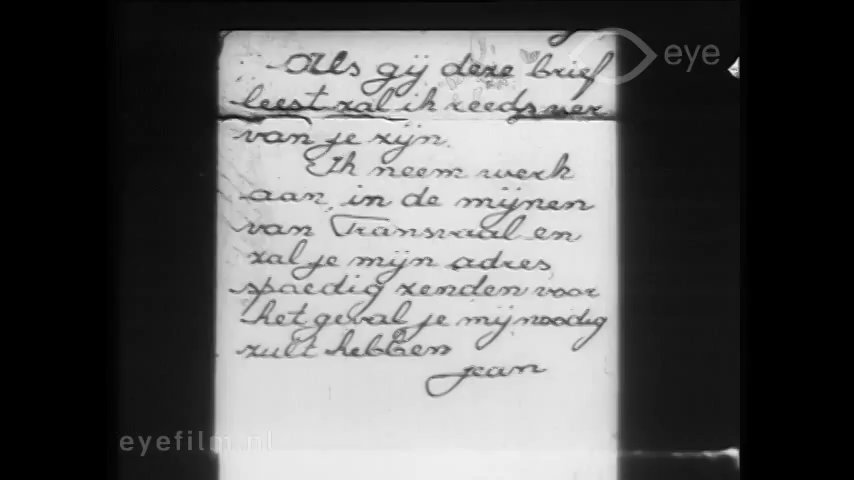 eye
Als gij deze brief
leest zal ik reeds ver
van je zijn.
Ik neem werk
aan, in de mijnen
van Transvaal en
zal je mijn adres
spoedig zenden voor
het geval je mij noodig
zult hebben
Jean
eyefilm.nl